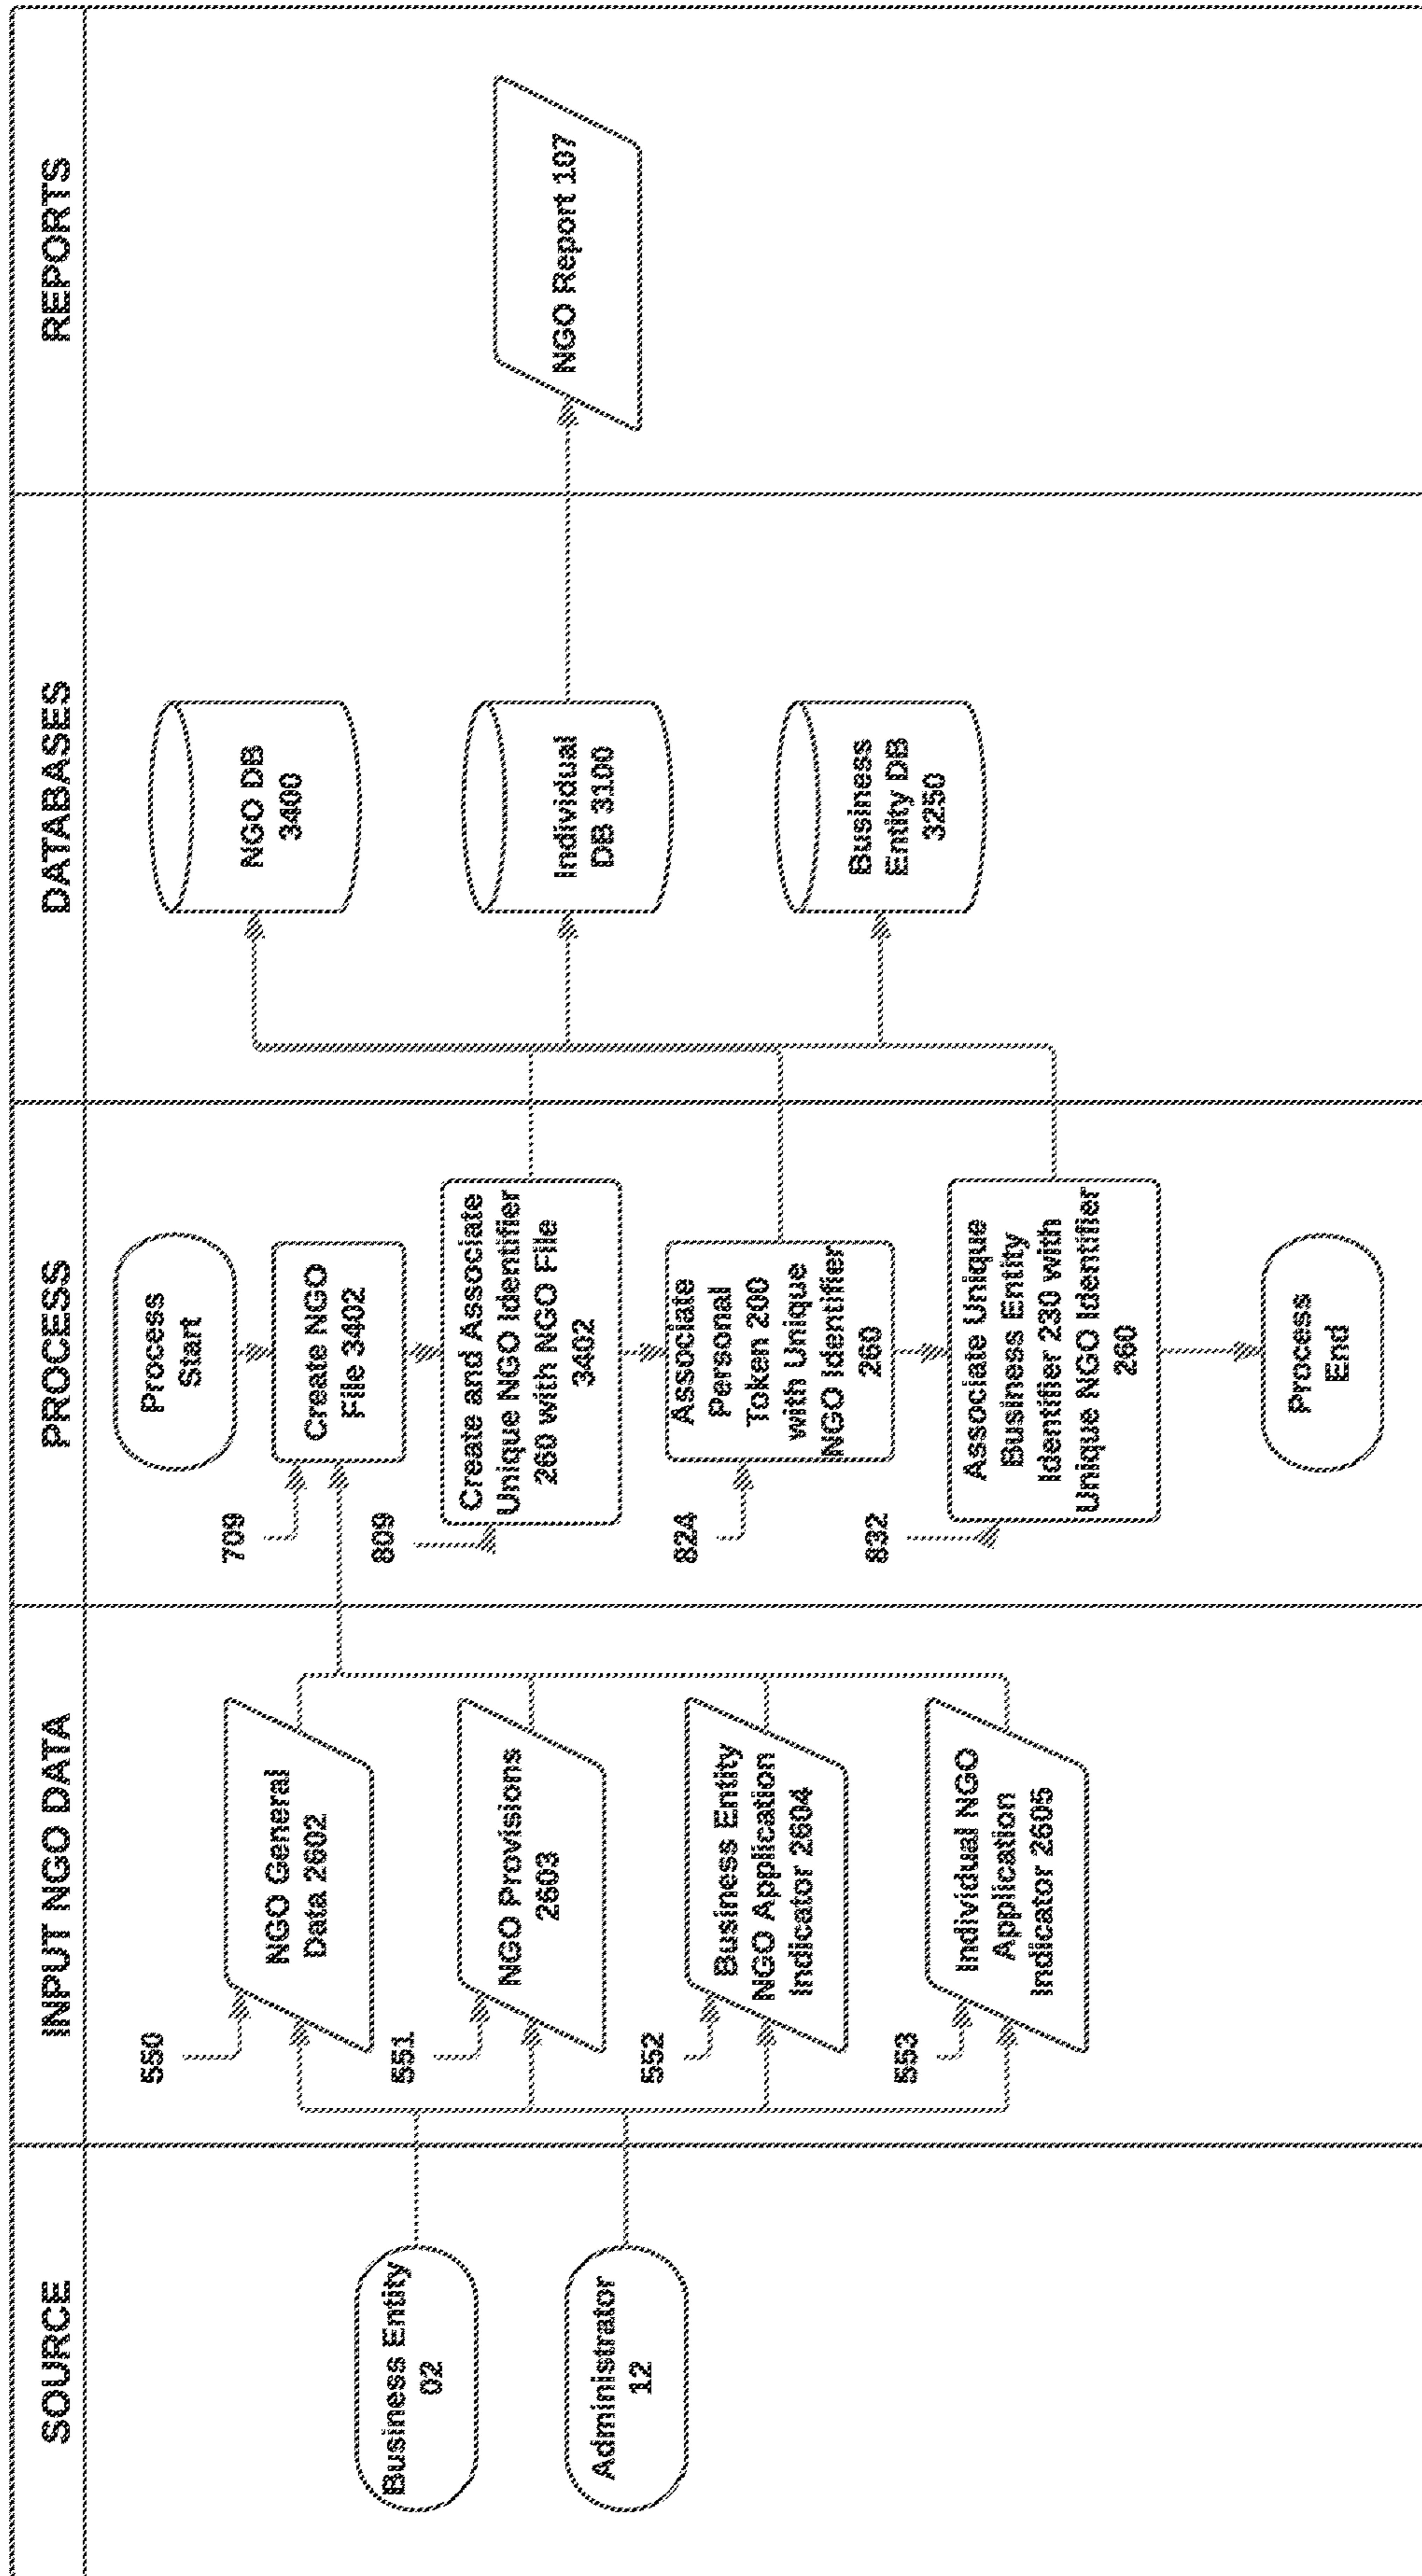 SOURCE
INPUT NGO DATA
PROCESS
DATABASES
REPORTS
Business Entity
02
Administrator
12
550
NGO General
Data 2602
551
NGO Provisions
2603
552
Business Entity
NGO Application
Indicator 2604
553
Individual NGO
Application
Indicator 2605
Process
Start
709
Create NGO
File 3402
809
Create and Associate
Unique NGO Identifier
260 with NGO File
3402
824
Associate
Personal
Token 200
with Unique
NGO Identifier
260
832
Associate Unique
Business Entity
Identifier 230 with
Unique NGO Identifier
260
Process
End
NGO DB
3400
Individual
DB 3100
Business
Entity DB
3250
NGO Report 107